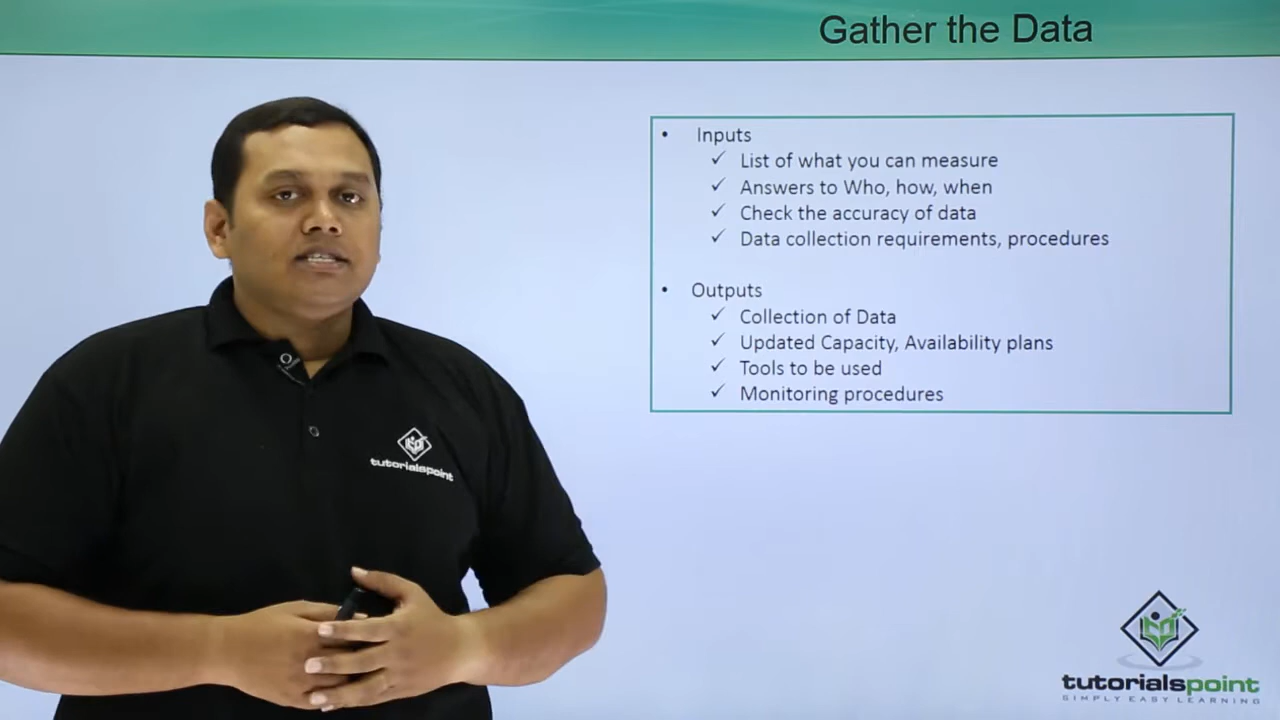 Gather the Data
• Inputs
✓ List of what you can measure
✓ Answers to Who, how, when
✓ Check the accuracy of data
✓ Data collection requirements, procedures
• Outputs
✓ Collection of Data
✓ Updated Capacity, Availability plans
✓ Tools to be used
✓ Monitoring procedures
tutorialspoint
tutorialspoint
SIMPLY EASY LEARNING